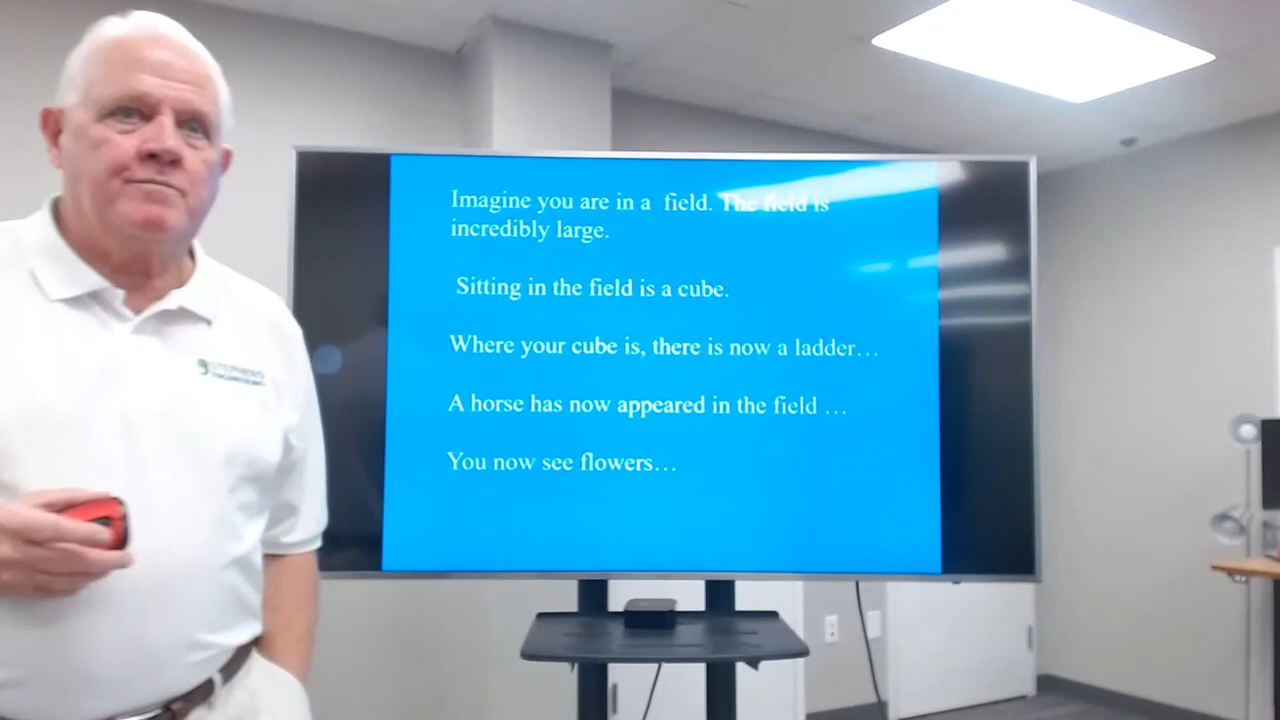 Imagine you are in a field. The field is
incredibly large.
Sitting in the field is a cube.
Where your cube is, there is now a ladder…
A horse has now appeared in the field …
You now see flowers…